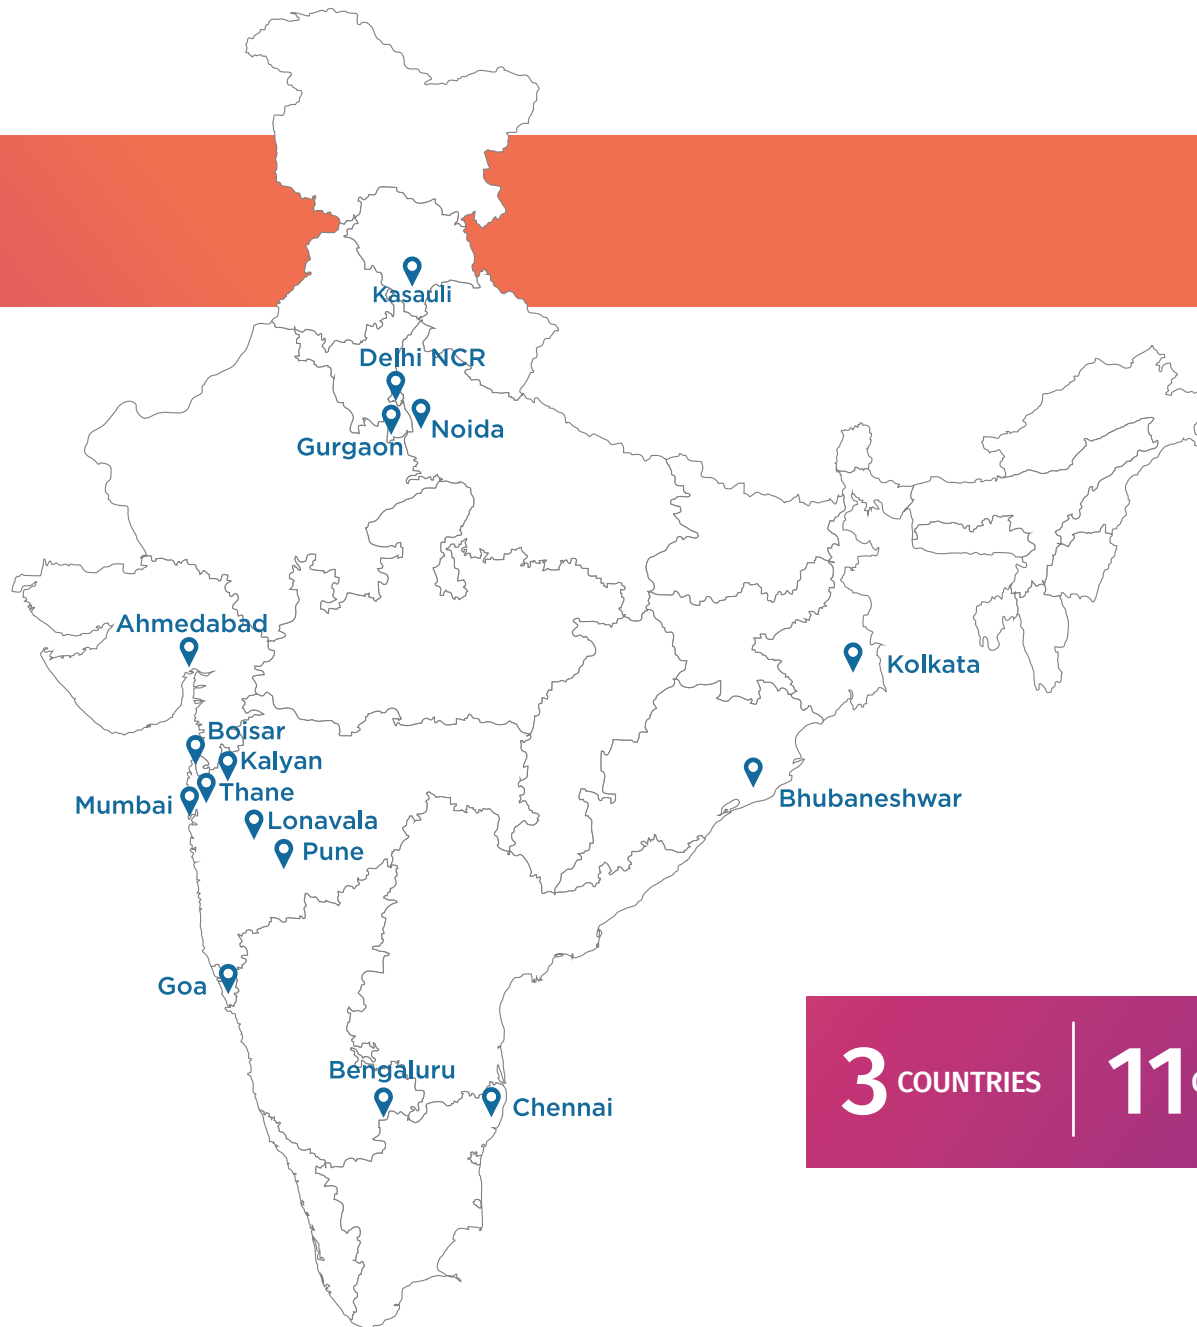 Kasauli
Delhi NCR
Noida
Gurgaon
Ahmedabad
Kolkata
Boisar
Kalyan
Thane
Mumbai
Bhubaneshwar
Lonavala
Pune
Goa
Bengaluru
Chennai
3 COUNTRIES
11